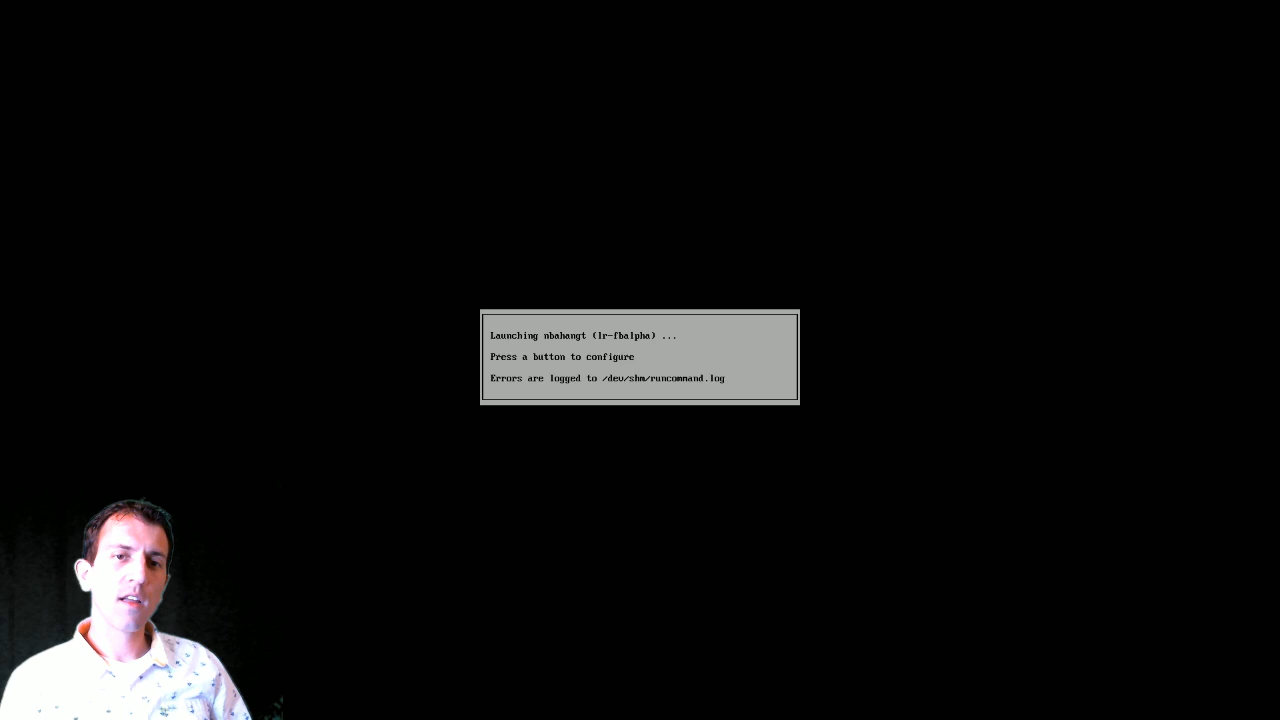 Launching nbahangt (lr-fbalpha) ...
Press a button to configure
Errors are logged to /dev/shm/runcommand.log